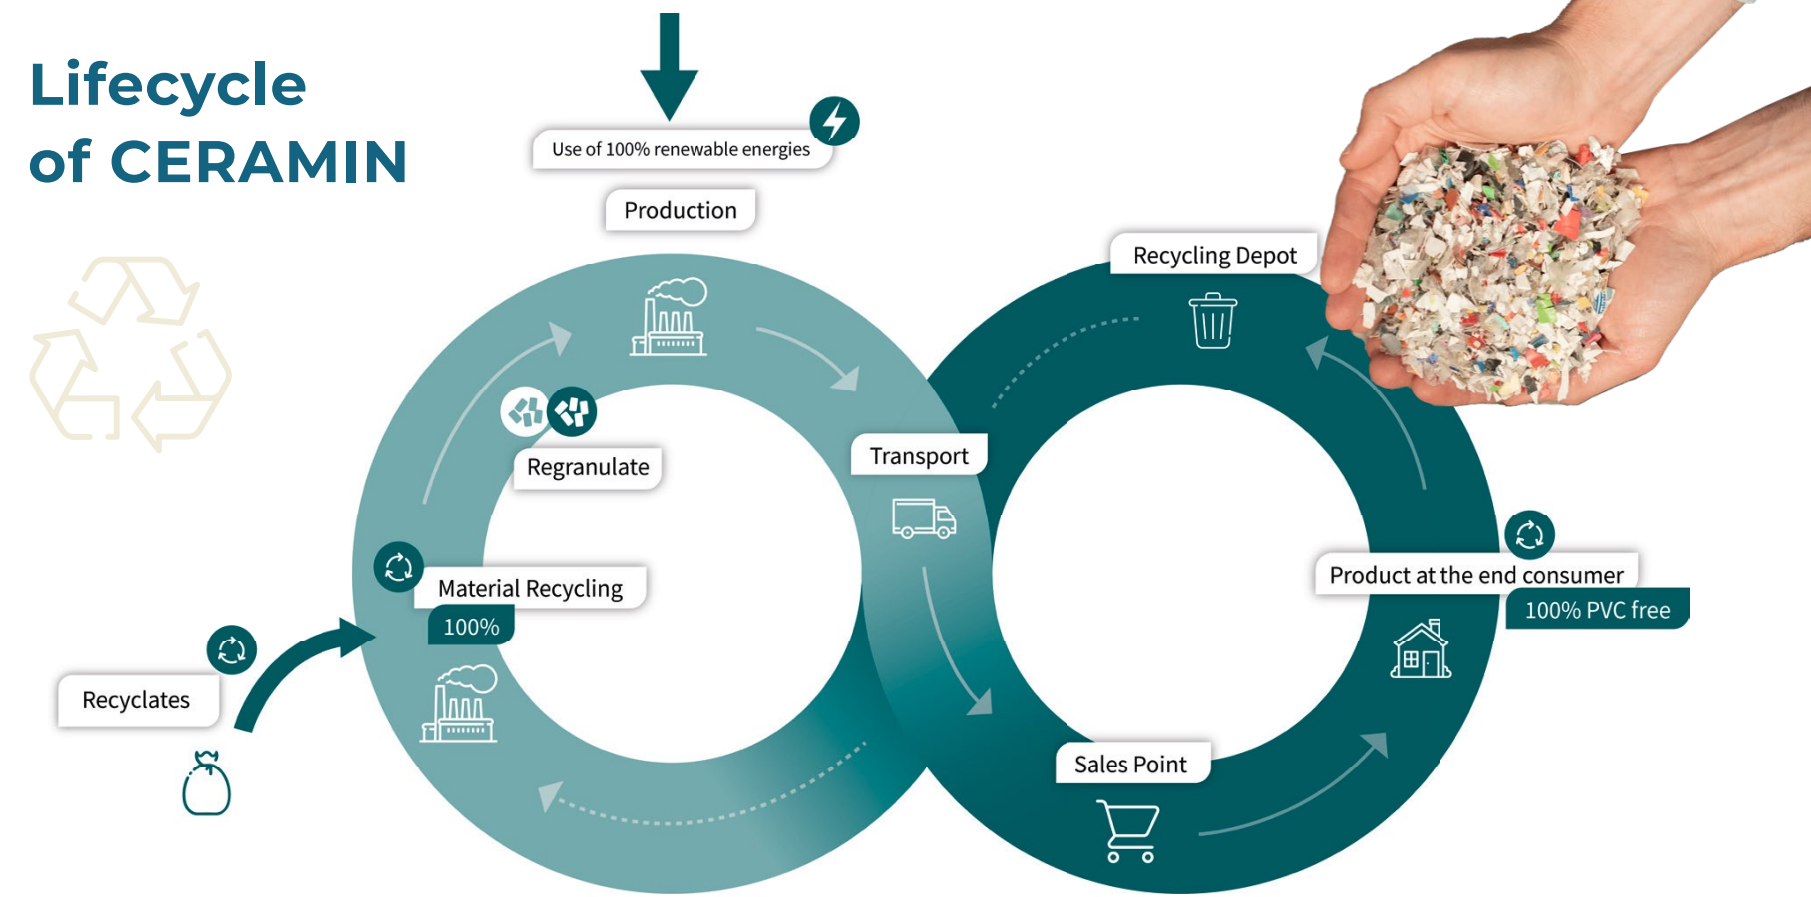 Lifecycle
of CERAMIN
Use of 100% renewable energies
Production
Recycling Depot
Regranulate
Transport
Material Recycling
100%
Product at the end consumer
100% PVC free
Recyclates
Sales Point